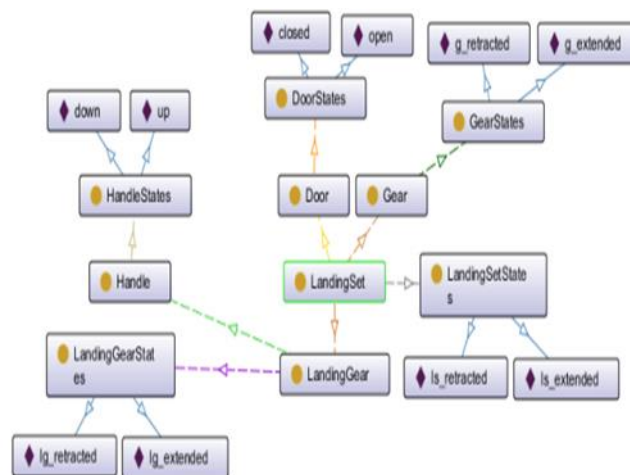 closed
open
g_retracted
g_extended
down
up
DoorStates
GearStates
HandleStates
Door
Gear
Handle
LandingSet
LandingSetState
s
LandingGearStat
es
LandingGear
ls_retracted
ls_extended
lg_retracted
lg_extended